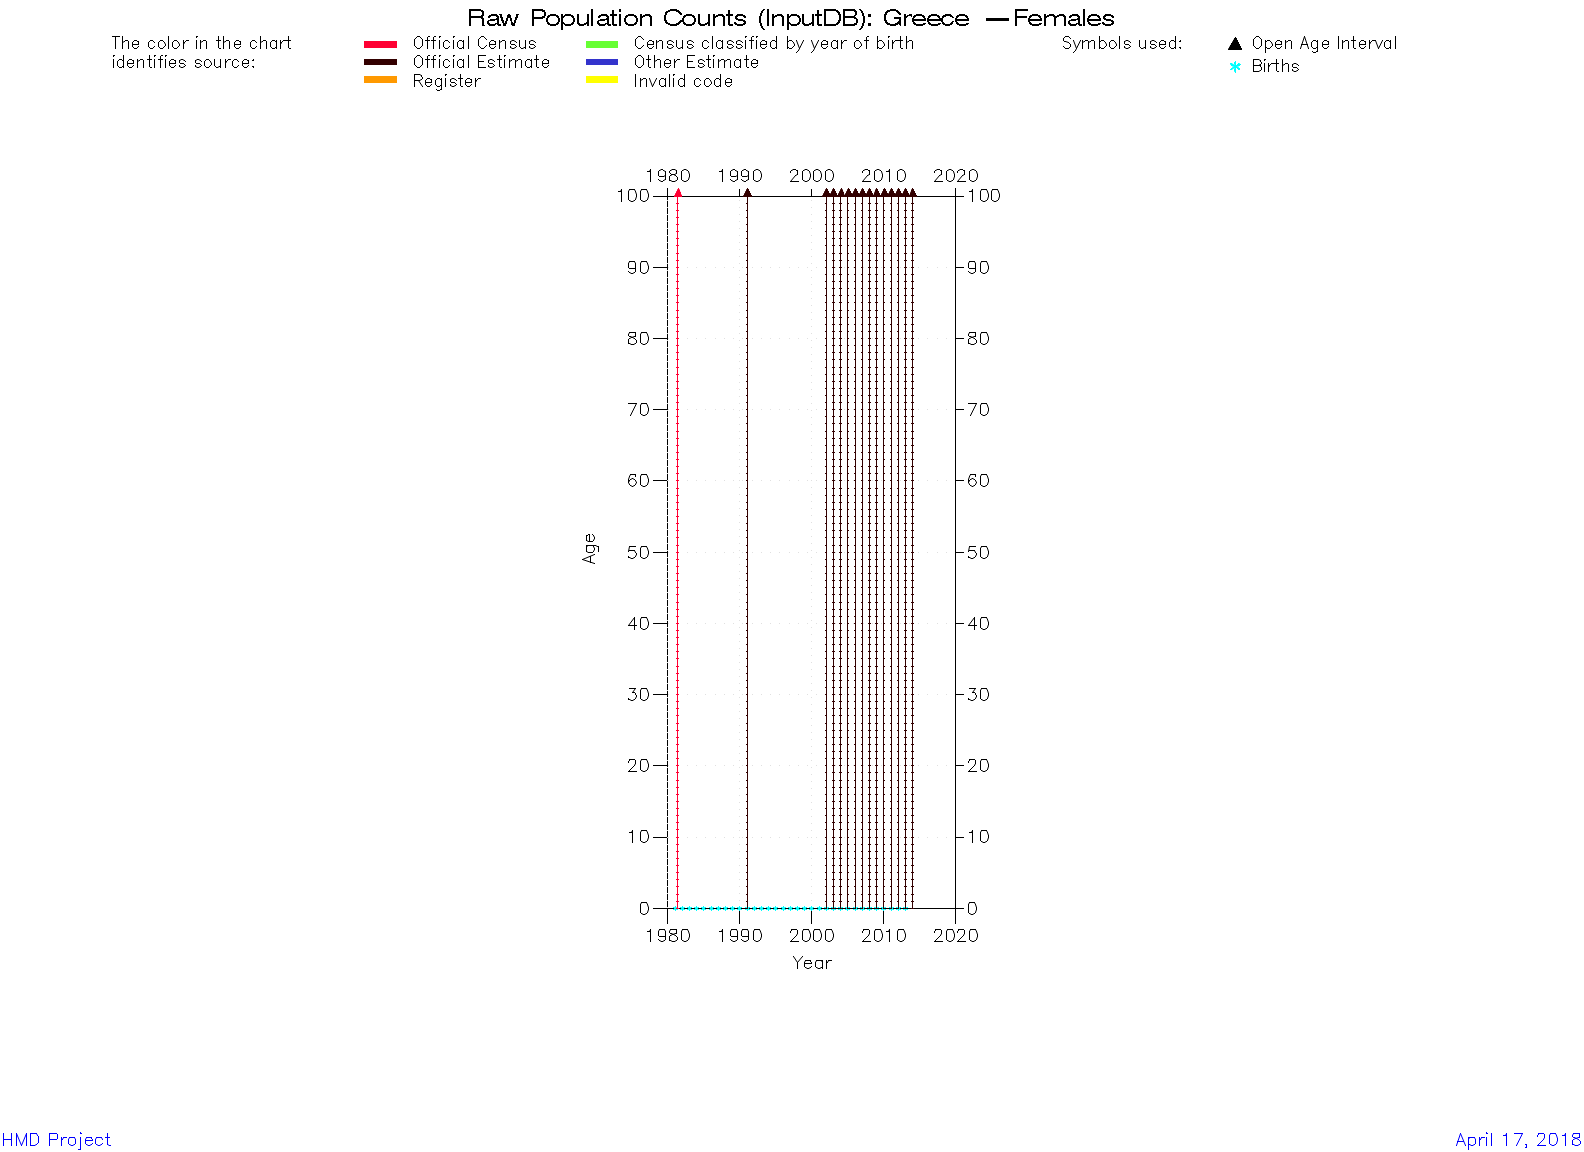 Raw Population Counts (InputDB): Greece — Females
The color in the chart
identifies source:
Official Census
Official Estimate
Register
Census classified by year of birth
Other Estimate
Invalid code
Symbols used:
Open Age Interval
Births
1980 1990 2000 2010 2020
100 100
90 90
80 80
70 70
60 60
50 50
40 40
30 30
20 20
10 10
0 0
Age
1980 1990 2000 2010 2020
Year
HMD Project
April 17, 2018